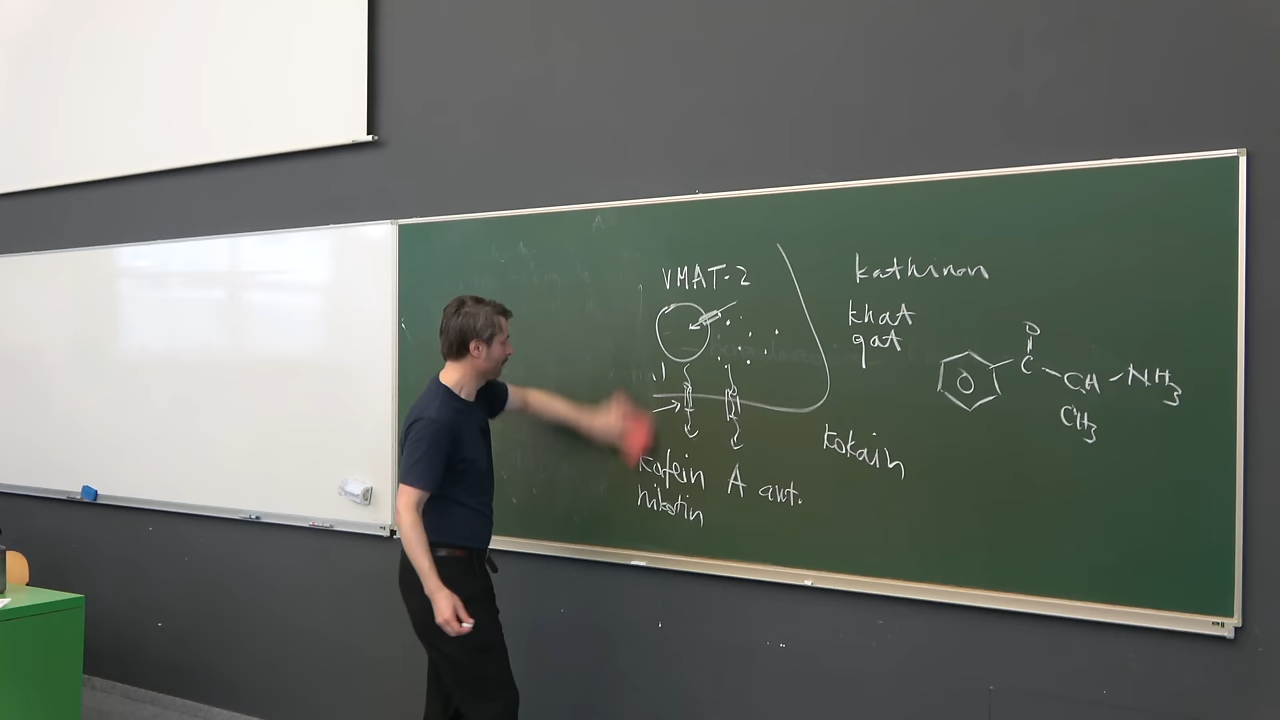 VMAT-2
kofein A ant.
nikotin
kathinon
khat
qat
kokain
O
C CH NH3
CH3